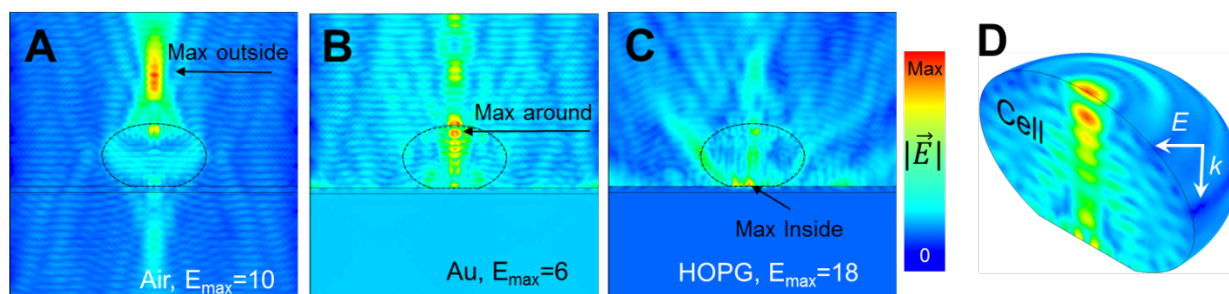 A
Max outside
Air, Emax=10
B
Max around
Au, Emax=6
C
Max Inside
HOPG, Emax=18
Max
|E⃗|
0
D
Cell
E
k